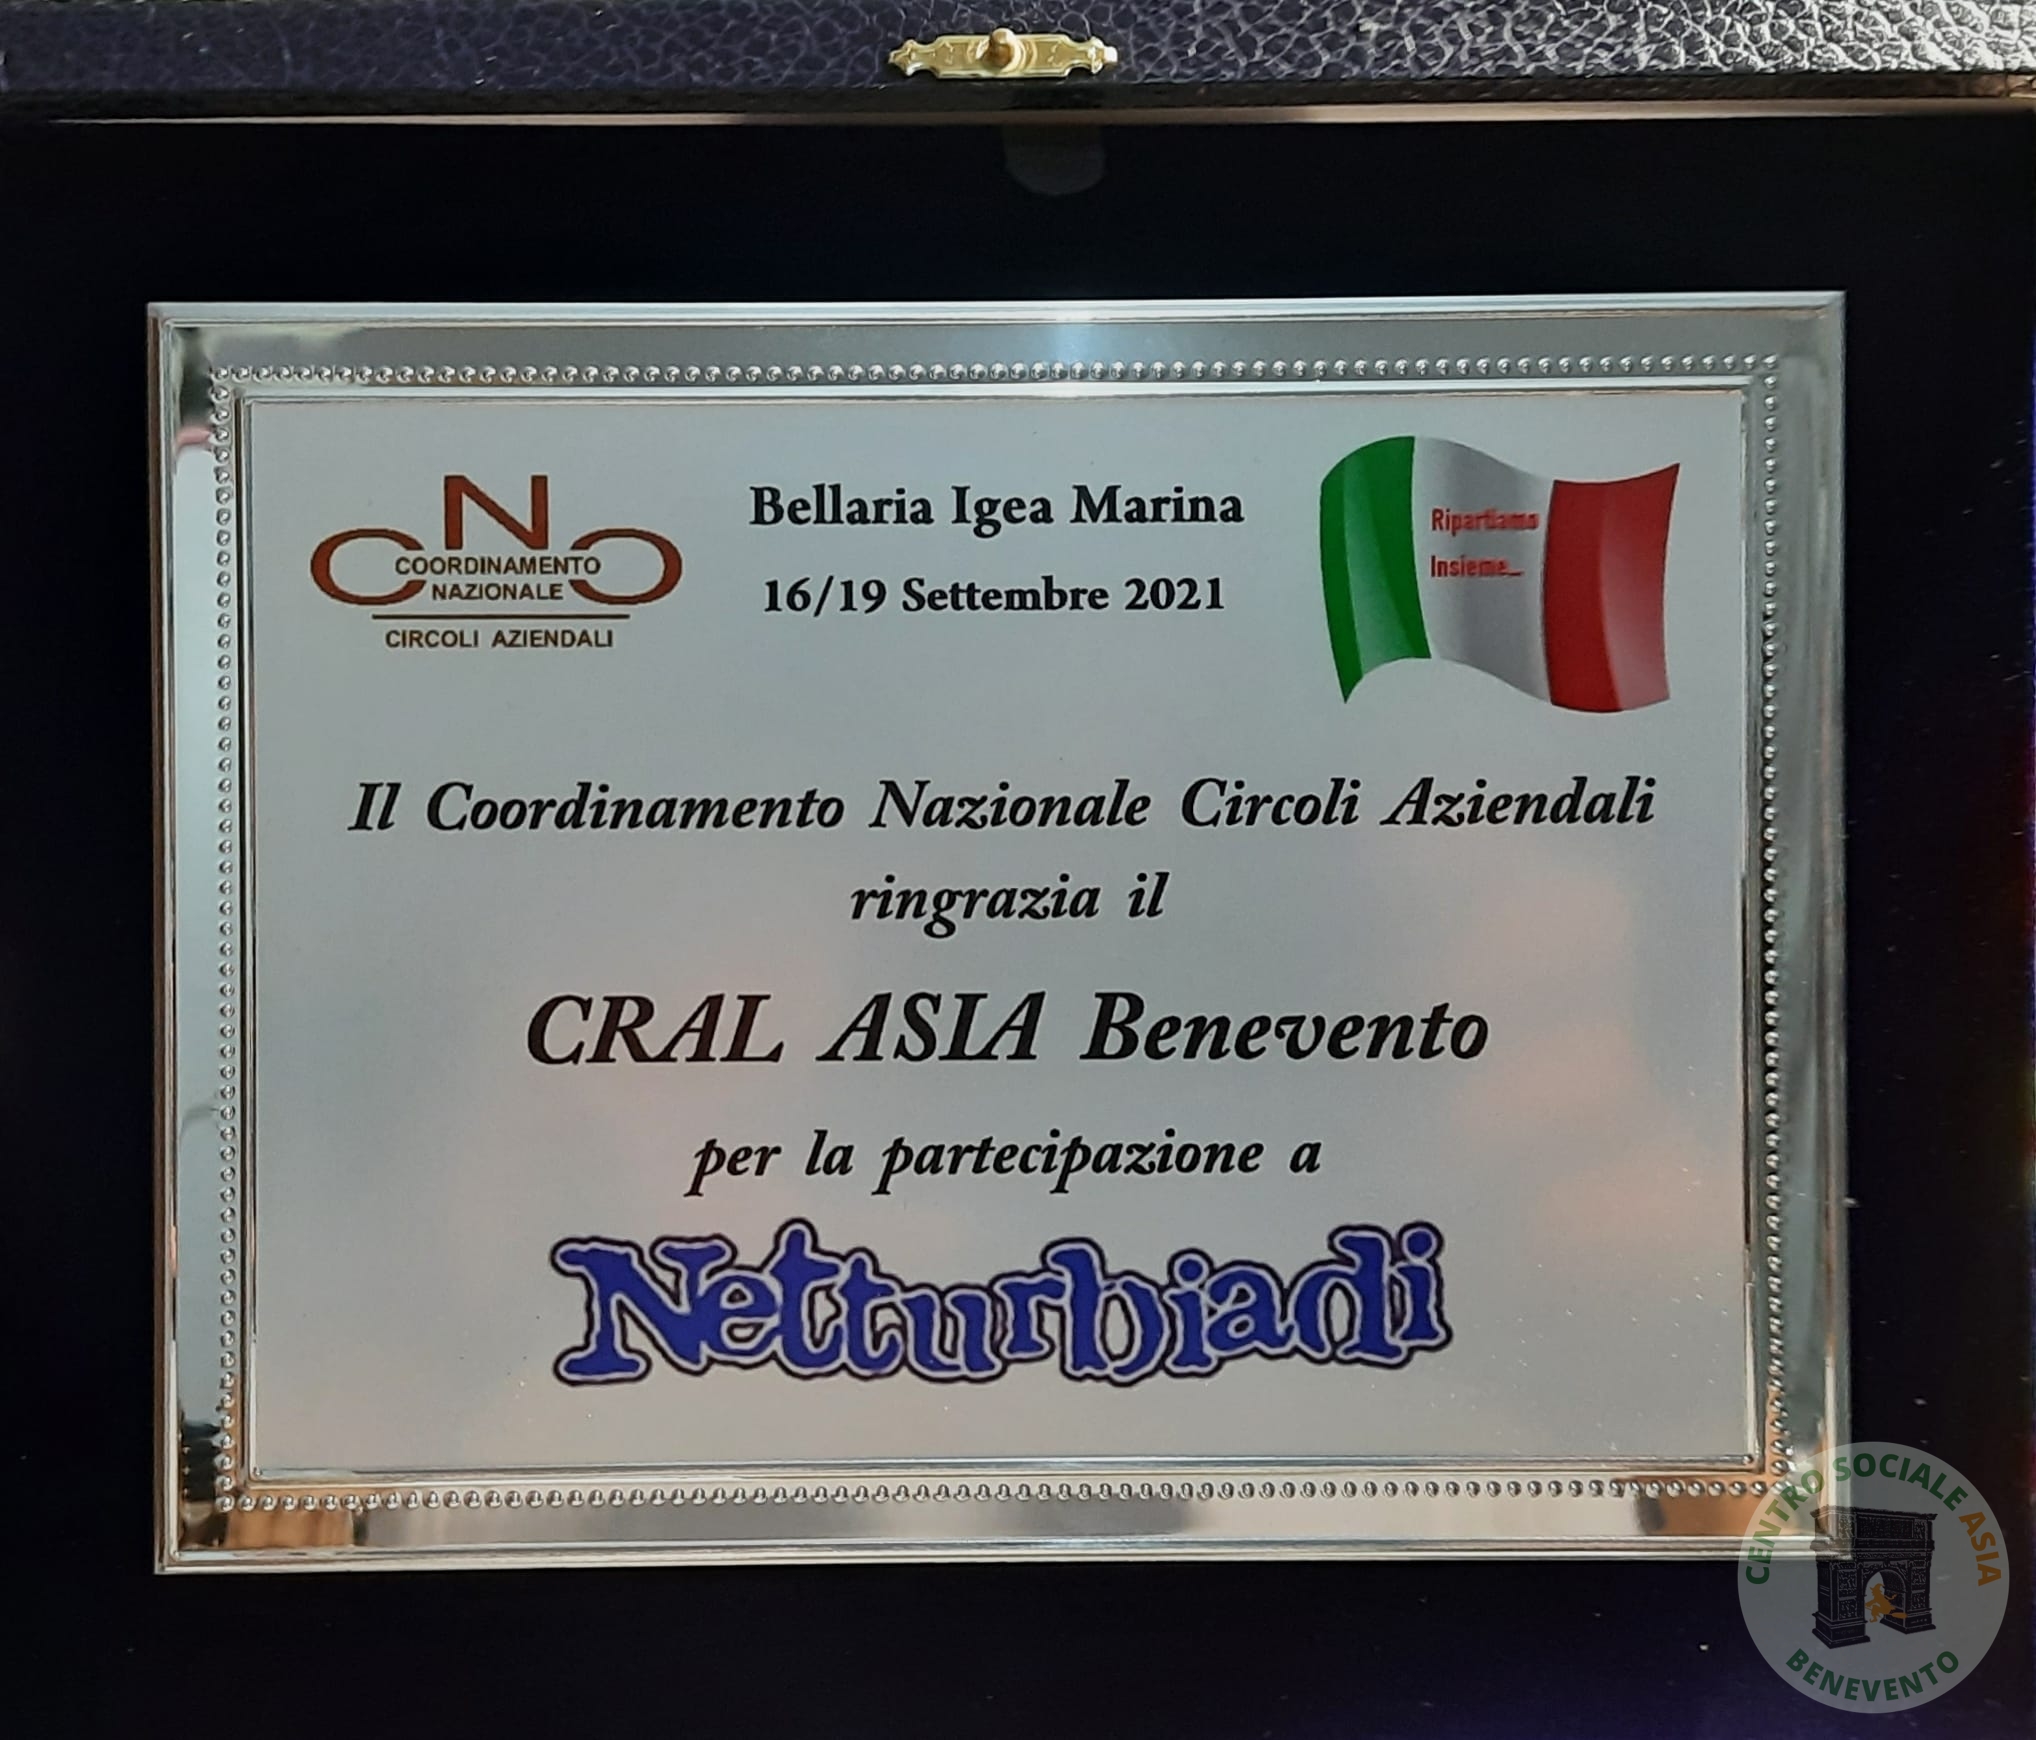 CNC
COORDINAMENTO
NAZIONALE
CIRCOLI AZIENDALI
Bellaria Igea Marina
16/19 Settembre 2021
Ripartiamo
Insieme...
Il Coordinamento Nazionale Circoli Aziendali
ringrazia il
CRAL ASIA Benevento
per la partecipazione a
Netturbiadi
CENTRO SOCIALE ASIA
BENEVENTO